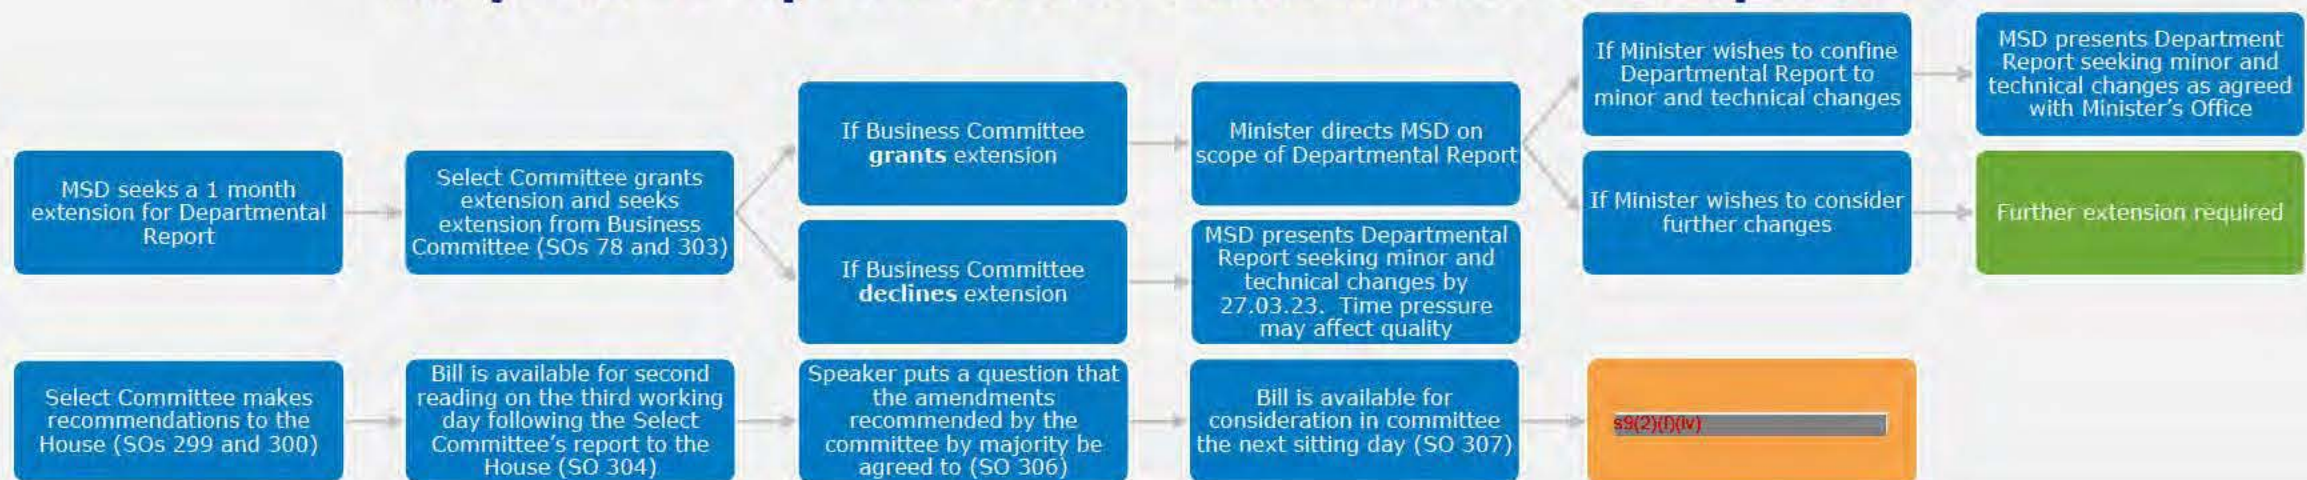 MSD seeks a 1 month
extension for Departmental
Report
Select Committee grants
extension and seeks
extension from Business
Committee (SOs 78 and 303)
If Business Committee
grants extension
Minister directs MSD on
scope of Departmental Report
If Minister wishes to confine
Departmental Report to
minor and technical changes
MSD presents Department
Report seeking minor and
technical changes as agreed
with Minister's Office
If Minister wishes to consider
further changes
Further extension required
If Business Committee
declines extension
MSD presents Departmental
Report seeking minor and
technical changes by
27.03.23. Time pressure
may affect quality
Select Committee makes
recommendations to the
House (SOs 299 and 300)
Bill is available for second
reading on the third working
day following the Select
Committee's report to the
House (SO 304)
Speaker puts a question that
the amendments
recommended by the
committee by majority be
agreed to (SO 306)
Bill is available for
consideration in committee
the next sitting day (SO 307)
s9(2)(f)(iv)